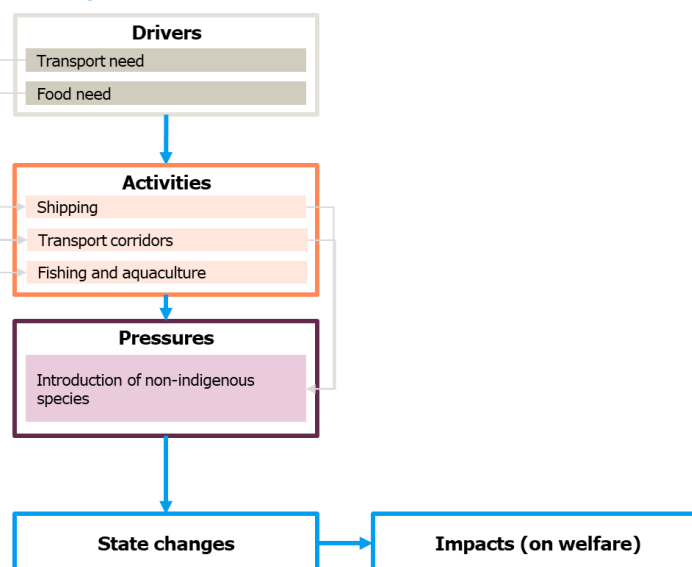 Drivers
Transport need
Food need
Activities
Shipping
Transport corridors
Fishing and aquaculture
Pressures
Introduction of non-indigenous
species
State changes
Impacts (on welfare)